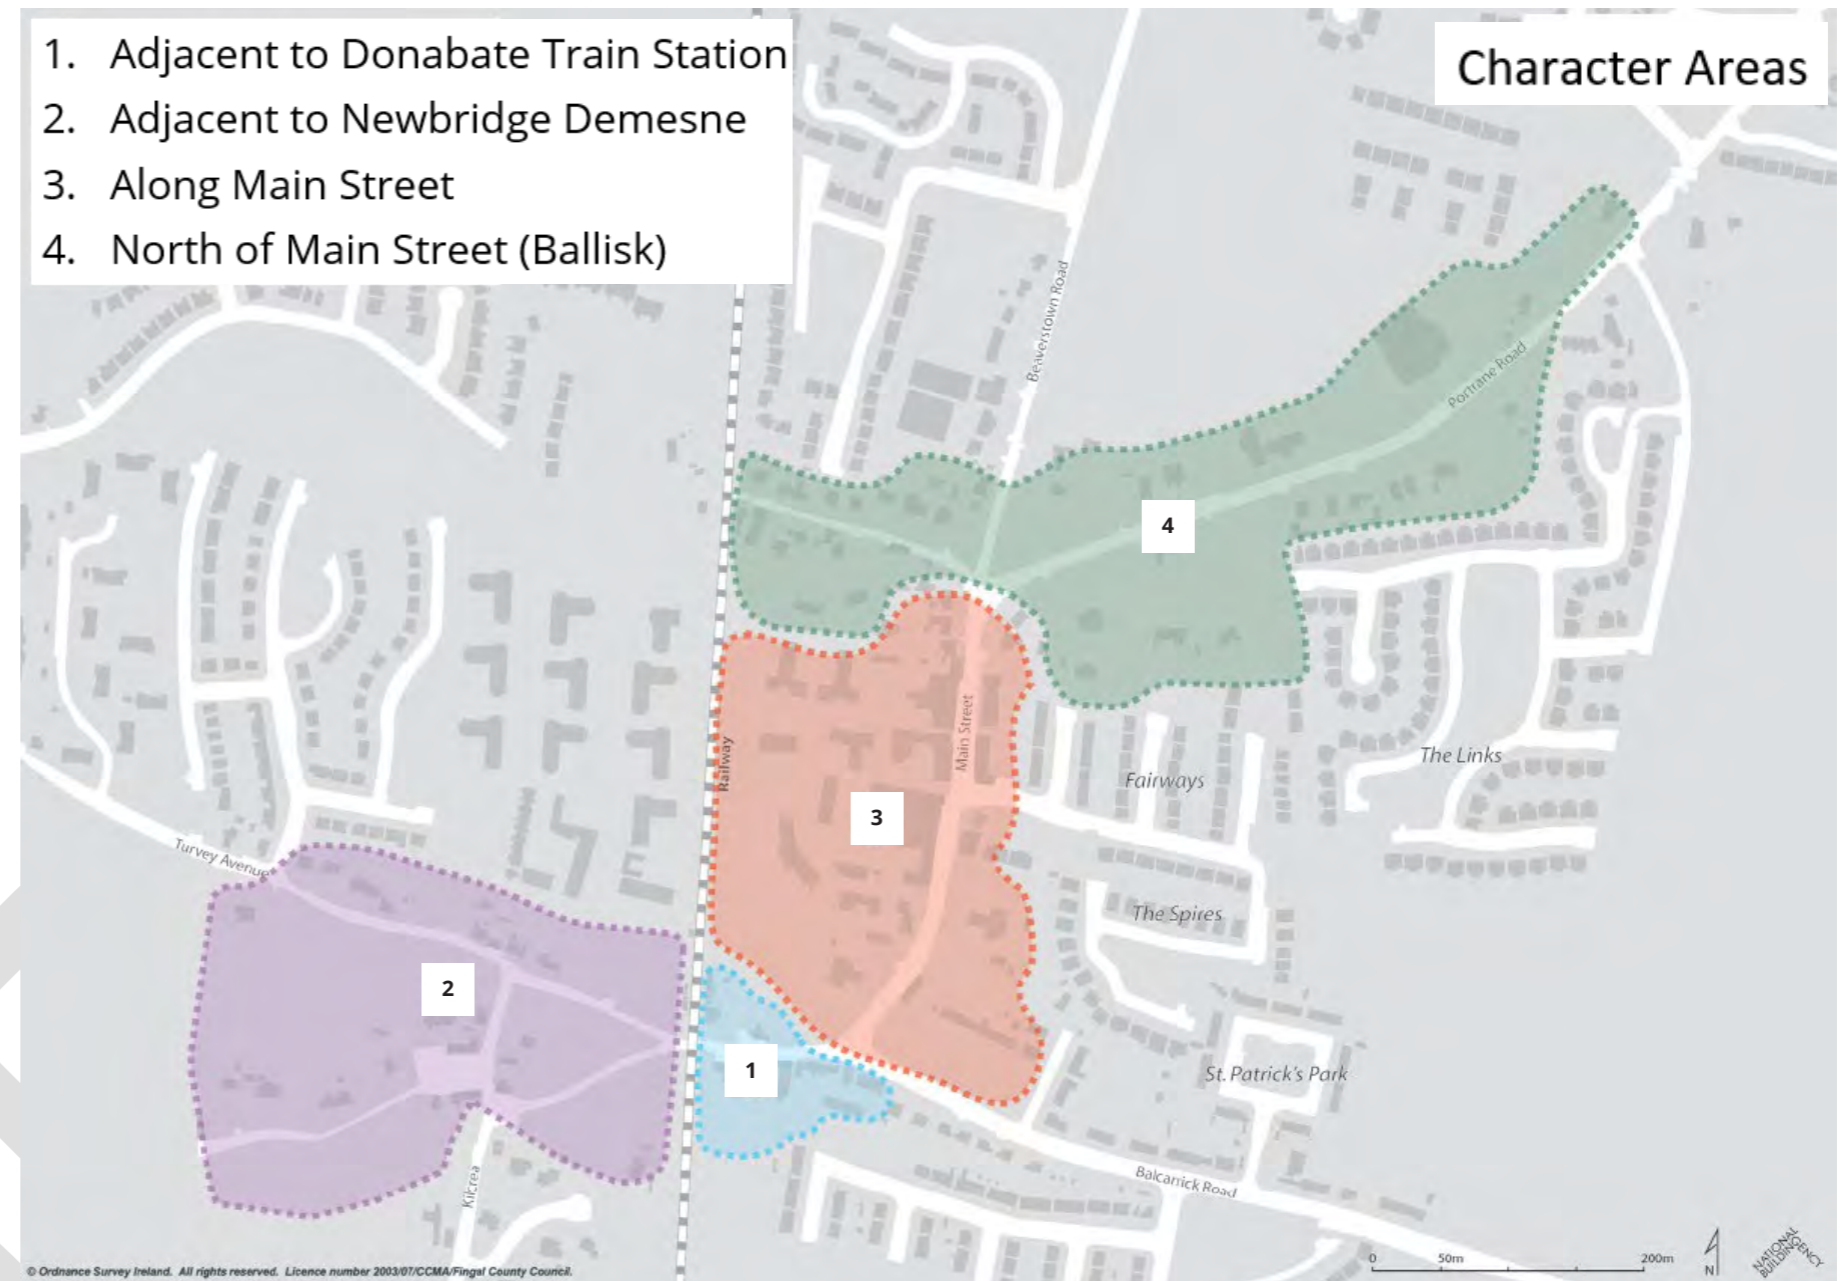 1. Adjacent to Donabate Train Station
2. Adjacent to Newbridge Demesne
3. Along Main Street
4. North of Main Street (Ballisk)
Character Areas
Beaverstown Road
Portrane Road
4
Main Street
Railway
The Links
Fairways
3
Turvey Avenue
The Spires
2
1
St. Patrick's Park
Kilcrea
Balcarrick Road
0 50m 200m
N
NATIONAL
BUILDING AGENCY
© Ordnance Survey Ireland. All rights reserved. Licence number 2003/07/CCMA/Fingal County Council.